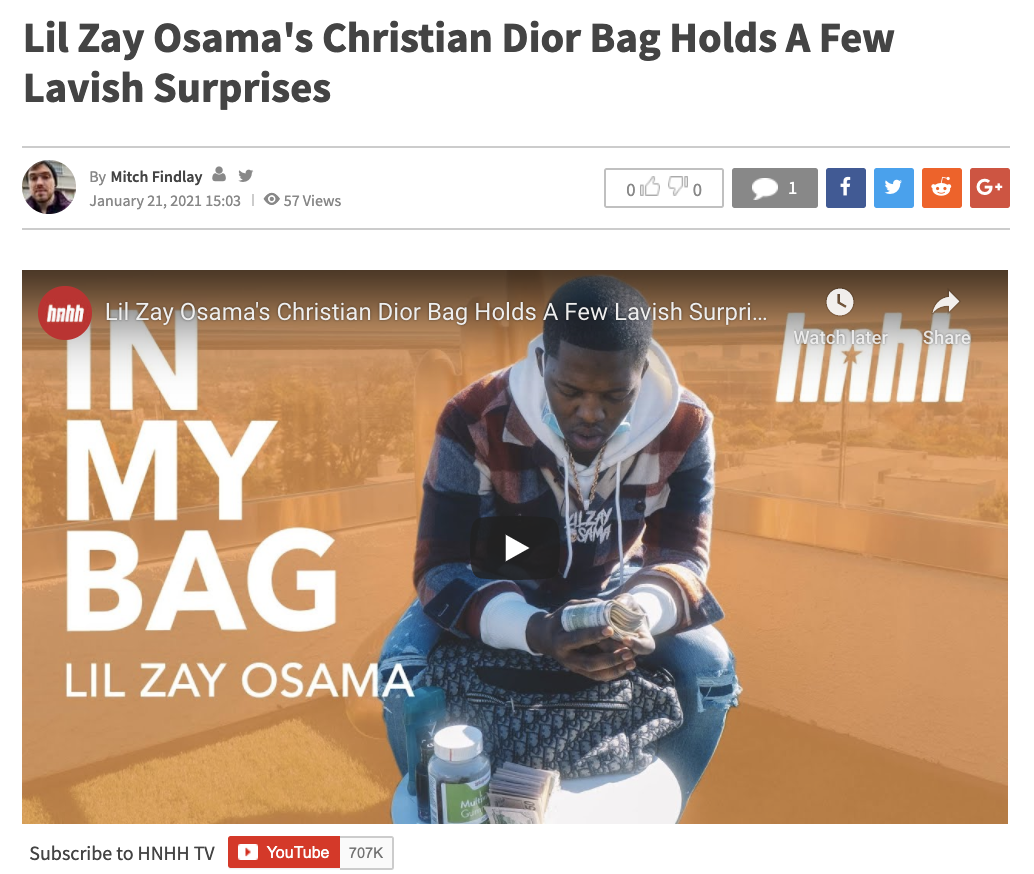 Lil Zay Osama's Christian Dior Bag Holds A Few
Lavish Surprises
By Mitch Findlay
January 21, 2021 15:03 | 57 Views
0 0
1
f
G+
hnhh Lil Zay Osama's Christian Dior Bag Holds A Few Lavish Surpri...
Watch later Share
hnhh
IN
MY
BAG
LIL ZAY OSAMA
LIL ZAY
OSAMA
Multi
Subscribe to HNHH TV YouTube 707K